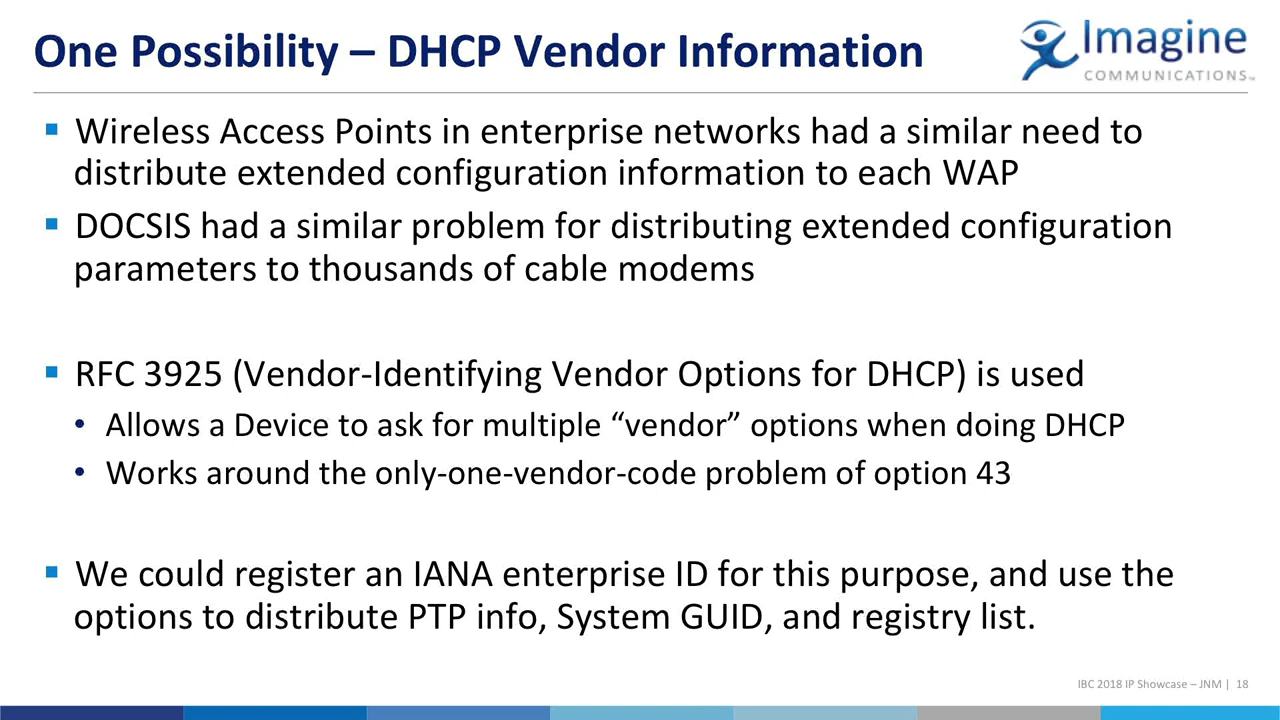 One Possibility – DHCP Vendor Information
Imagine
COMMUNICATIONS™
▪ Wireless Access Points in enterprise networks had a similar need to
distribute extended configuration information to each WAP
▪ DOCSIS had a similar problem for distributing extended configuration
parameters to thousands of cable modems
▪ RFC 3925 (Vendor-Identifying Vendor Options for DHCP) is used
• Allows a Device to ask for multiple “vendor” options when doing DHCP
• Works around the only-one-vendor-code problem of option 43
▪ We could register an IANA enterprise ID for this purpose, and use the
options to distribute PTP info, System GUID, and registry list.
IBC 2018 IP Showcase – JNM | 18